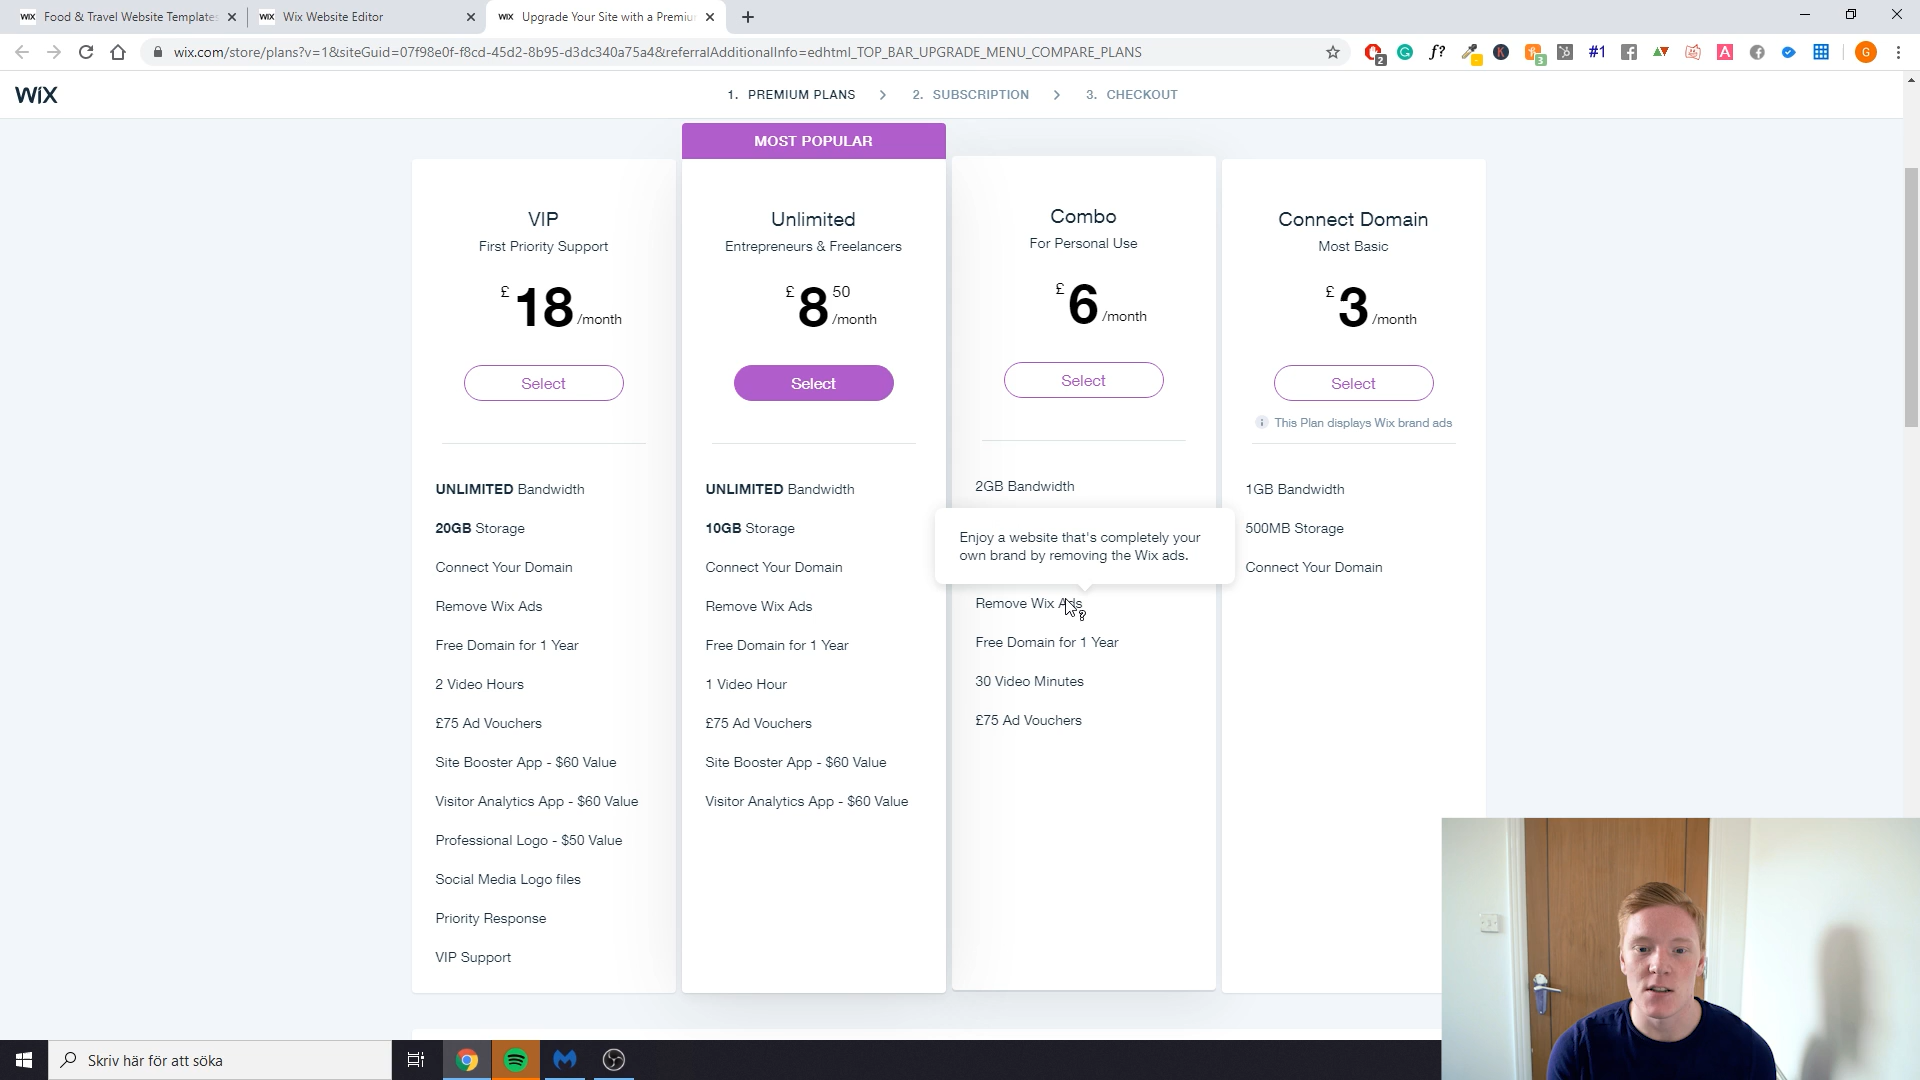 WIX Food & Travel Website Templates
WIX Wix Website Editor
WIX Upgrade Your Site with a Premiu
wix.com/store/plans?v=1&siteGuid=07f98e0f-f8cd-45d2-8b95-d3dc340a75a4&referralAdditionalInfo=edhtml_TOP_BAR_UPGRADE_MENU_COMPARE_PLANS
2
f?
K
3
#1
A
G
WIX
1. PREMIUM PLANS
2. SUBSCRIPTION
3. CHECKOUT
MOST POPULAR
VIP
First Priority Support
£ 18 /month
Select
UNLIMITED Bandwidth
20GB Storage
Connect Your Domain
Remove Wix Ads
Free Domain for 1 Year
2 Video Hours
£75 Ad Vouchers
Site Booster App - $60 Value
Visitor Analytics App - $60 Value
Professional Logo - $50 Value
Social Media Logo files
Priority Response
VIP Support
Unlimited
Entrepreneurs & Freelancers
£ 8 50 /month
Select
UNLIMITED Bandwidth
10GB Storage
Connect Your Domain
Remove Wix Ads
Free Domain for 1 Year
1 Video Hour
£75 Ad Vouchers
Site Booster App - $60 Value
Visitor Analytics App - $60 Value
Combo
For Personal Use
£ 6 /month
Select
2GB Bandwidth
Enjoy a website that's completely your
own brand by removing the Wix ads.
Remove Wix Ads
Free Domain for 1 Year
30 Video Minutes
£75 Ad Vouchers
Connect Domain
Most Basic
£ 3 /month
Select
This Plan displays Wix brand ads
1GB Bandwidth
500MB Storage
Connect Your Domain
Skriv här för att söka